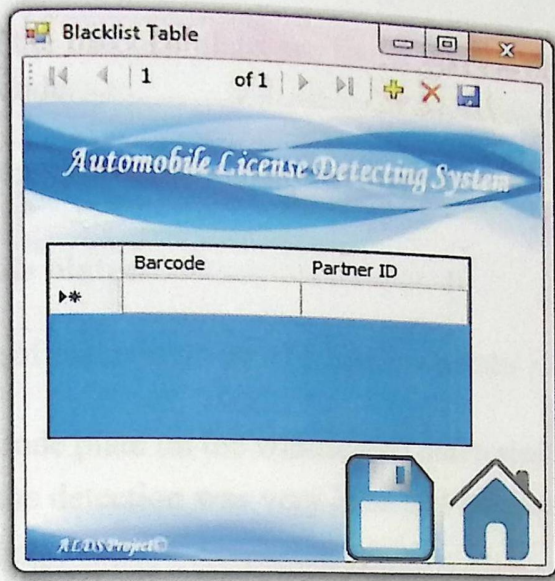 Blacklist Table
1 of 1
Automobile License Detecting System
Barcode Partner ID
ALDS Project©